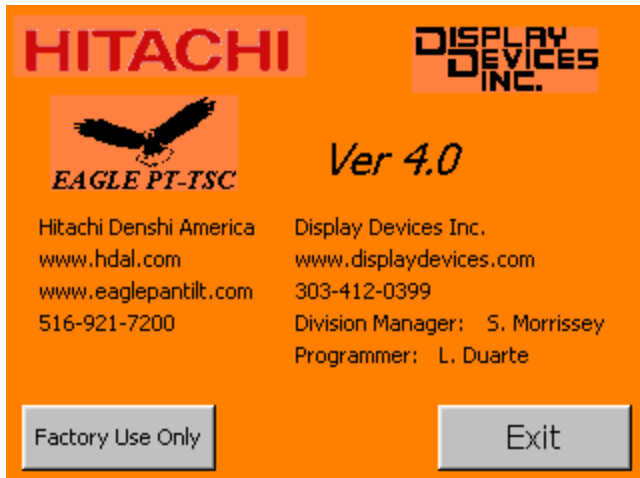 HITACHI
DISPLAY
DEVICES
INC.
EAGLE PT-TSC
Ver 4.0
Hitachi Denshi America
www.hdal.com
www.eaglepantilt.com
516-921-7200
Display Devices Inc.
www.displaydevices.com
303-412-0399
Division Manager: S. Morrissey
Programmer: L. Duarte
Factory Use Only
Exit